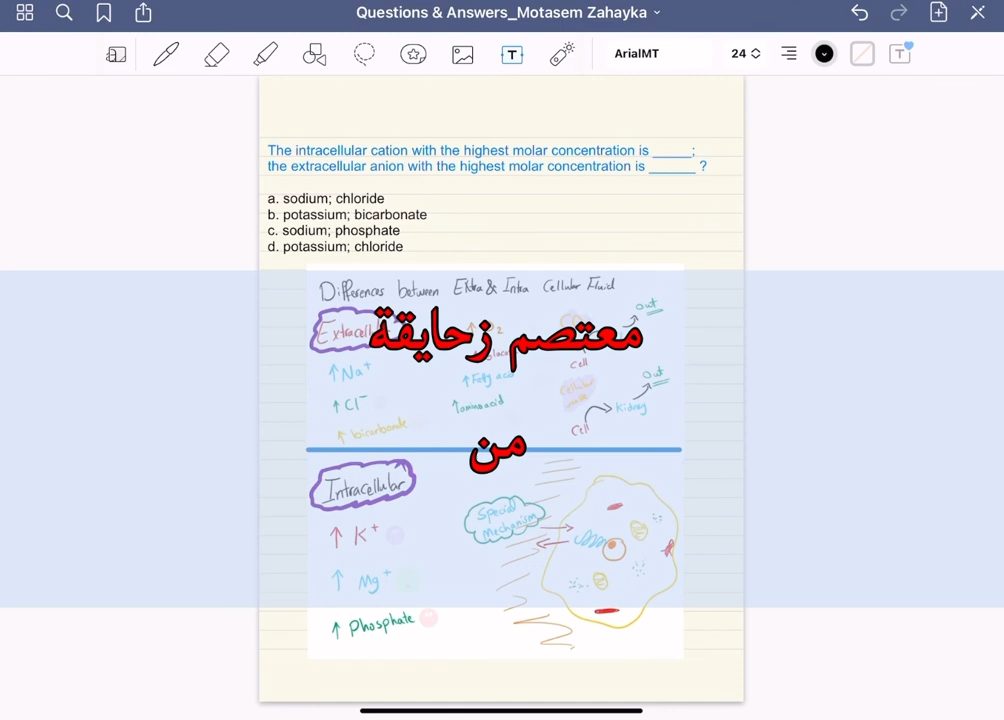 Questions & Answers_Motasem Zahayka
ArialMT
24
The intracellular cation with the highest molar concentration is _____;
the extracellular anion with the highest molar concentration is ______ ?
a. sodium; chloride
b. potassium; bicarbonate
c. sodium; phosphate
d. potassium; chloride
Differences between Extra & Intra Cellular Fluid
معتصم زحايقة
Out
Cell
↑ Na⁺
↑ Fatty acid
Out
↑ Cl⁻
↑ amino acid
Kidney
↑ bicarbonate
Cell
من
Intracellular
Special
Mechanism
↑ K⁺
↑ Mg⁺
↑ Phosphate